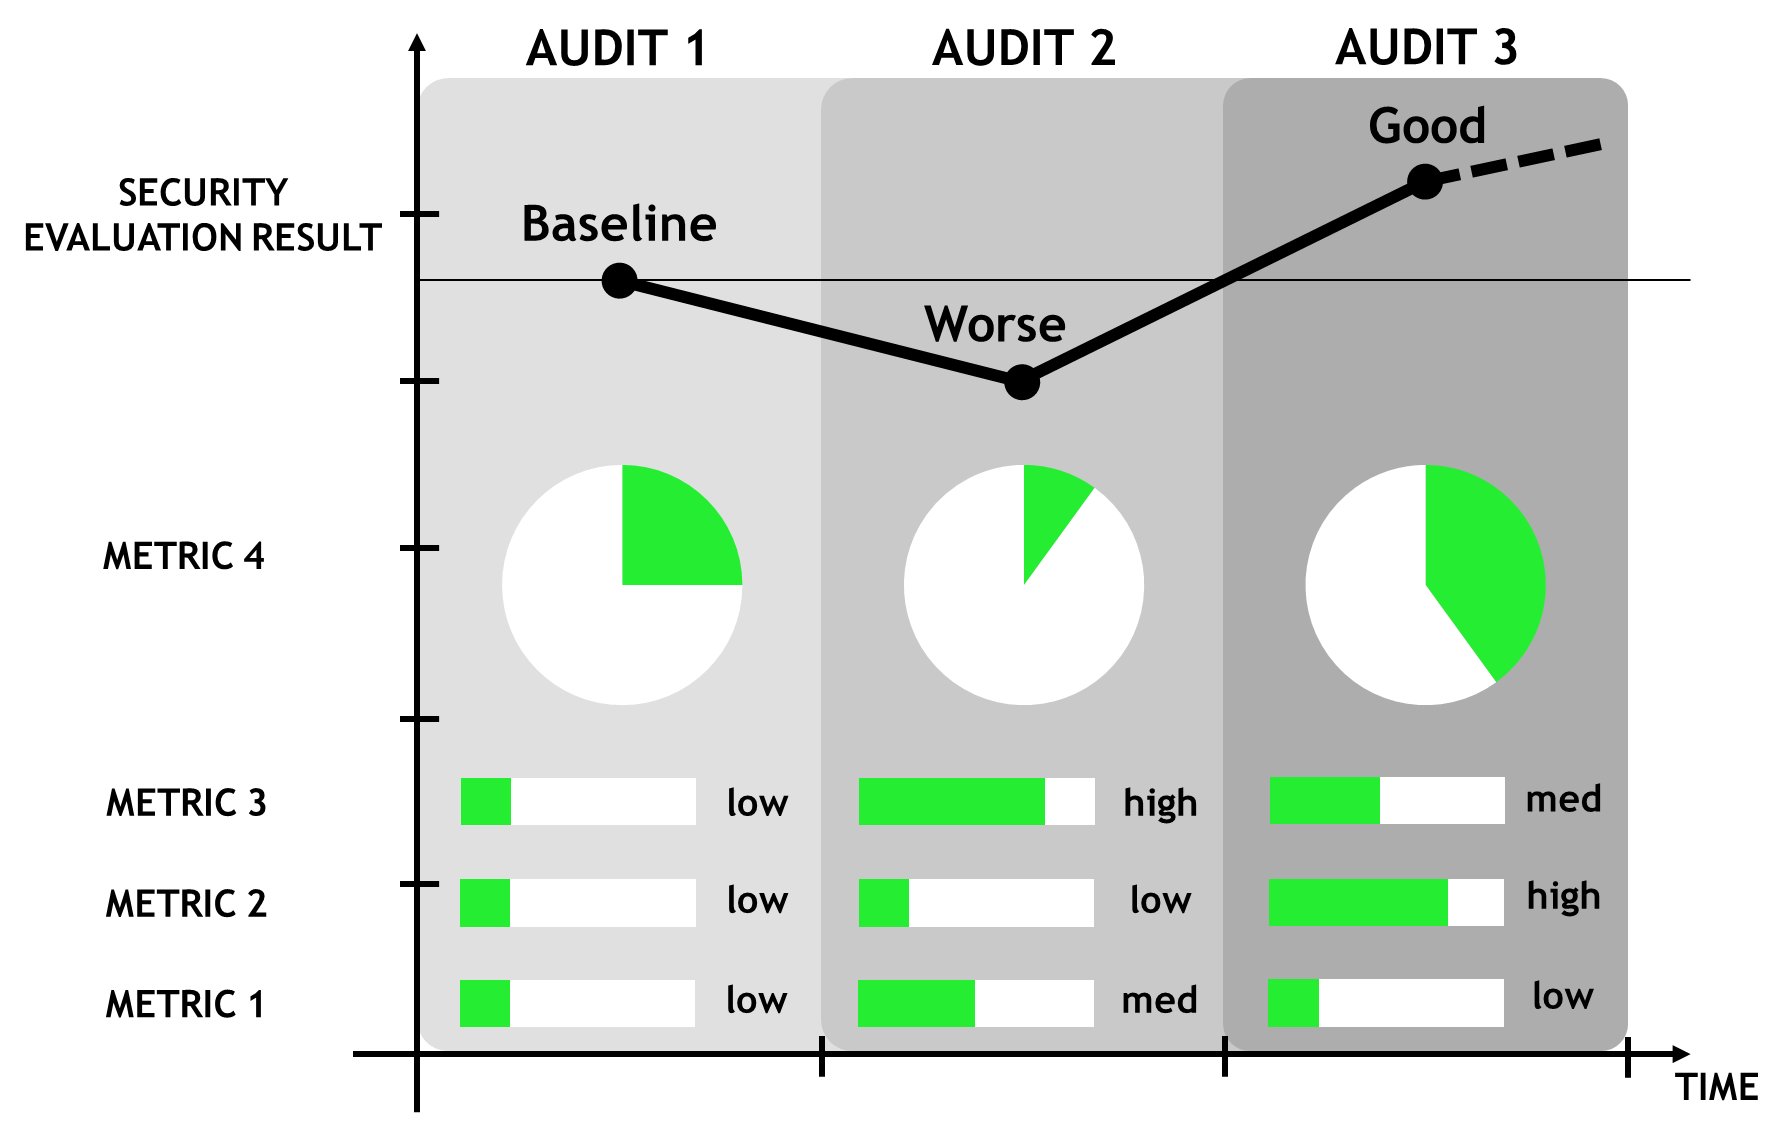 AUDIT 1
AUDIT 2
AUDIT 3
Good
SECURITY
EVALUATION RESULT
Baseline
Worse
METRIC 4
METRIC 3
low
high
med
METRIC 2
low
low
high
METRIC 1
low
med
low
TIME